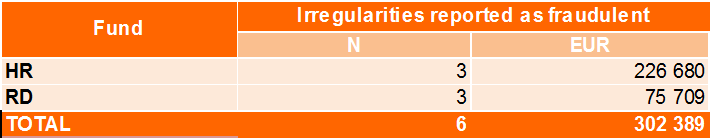 Fund Irregularities reported as fraudulent
N EUR
HR 3 226 680
RD 3 75 709
TOTAL 6 302 389